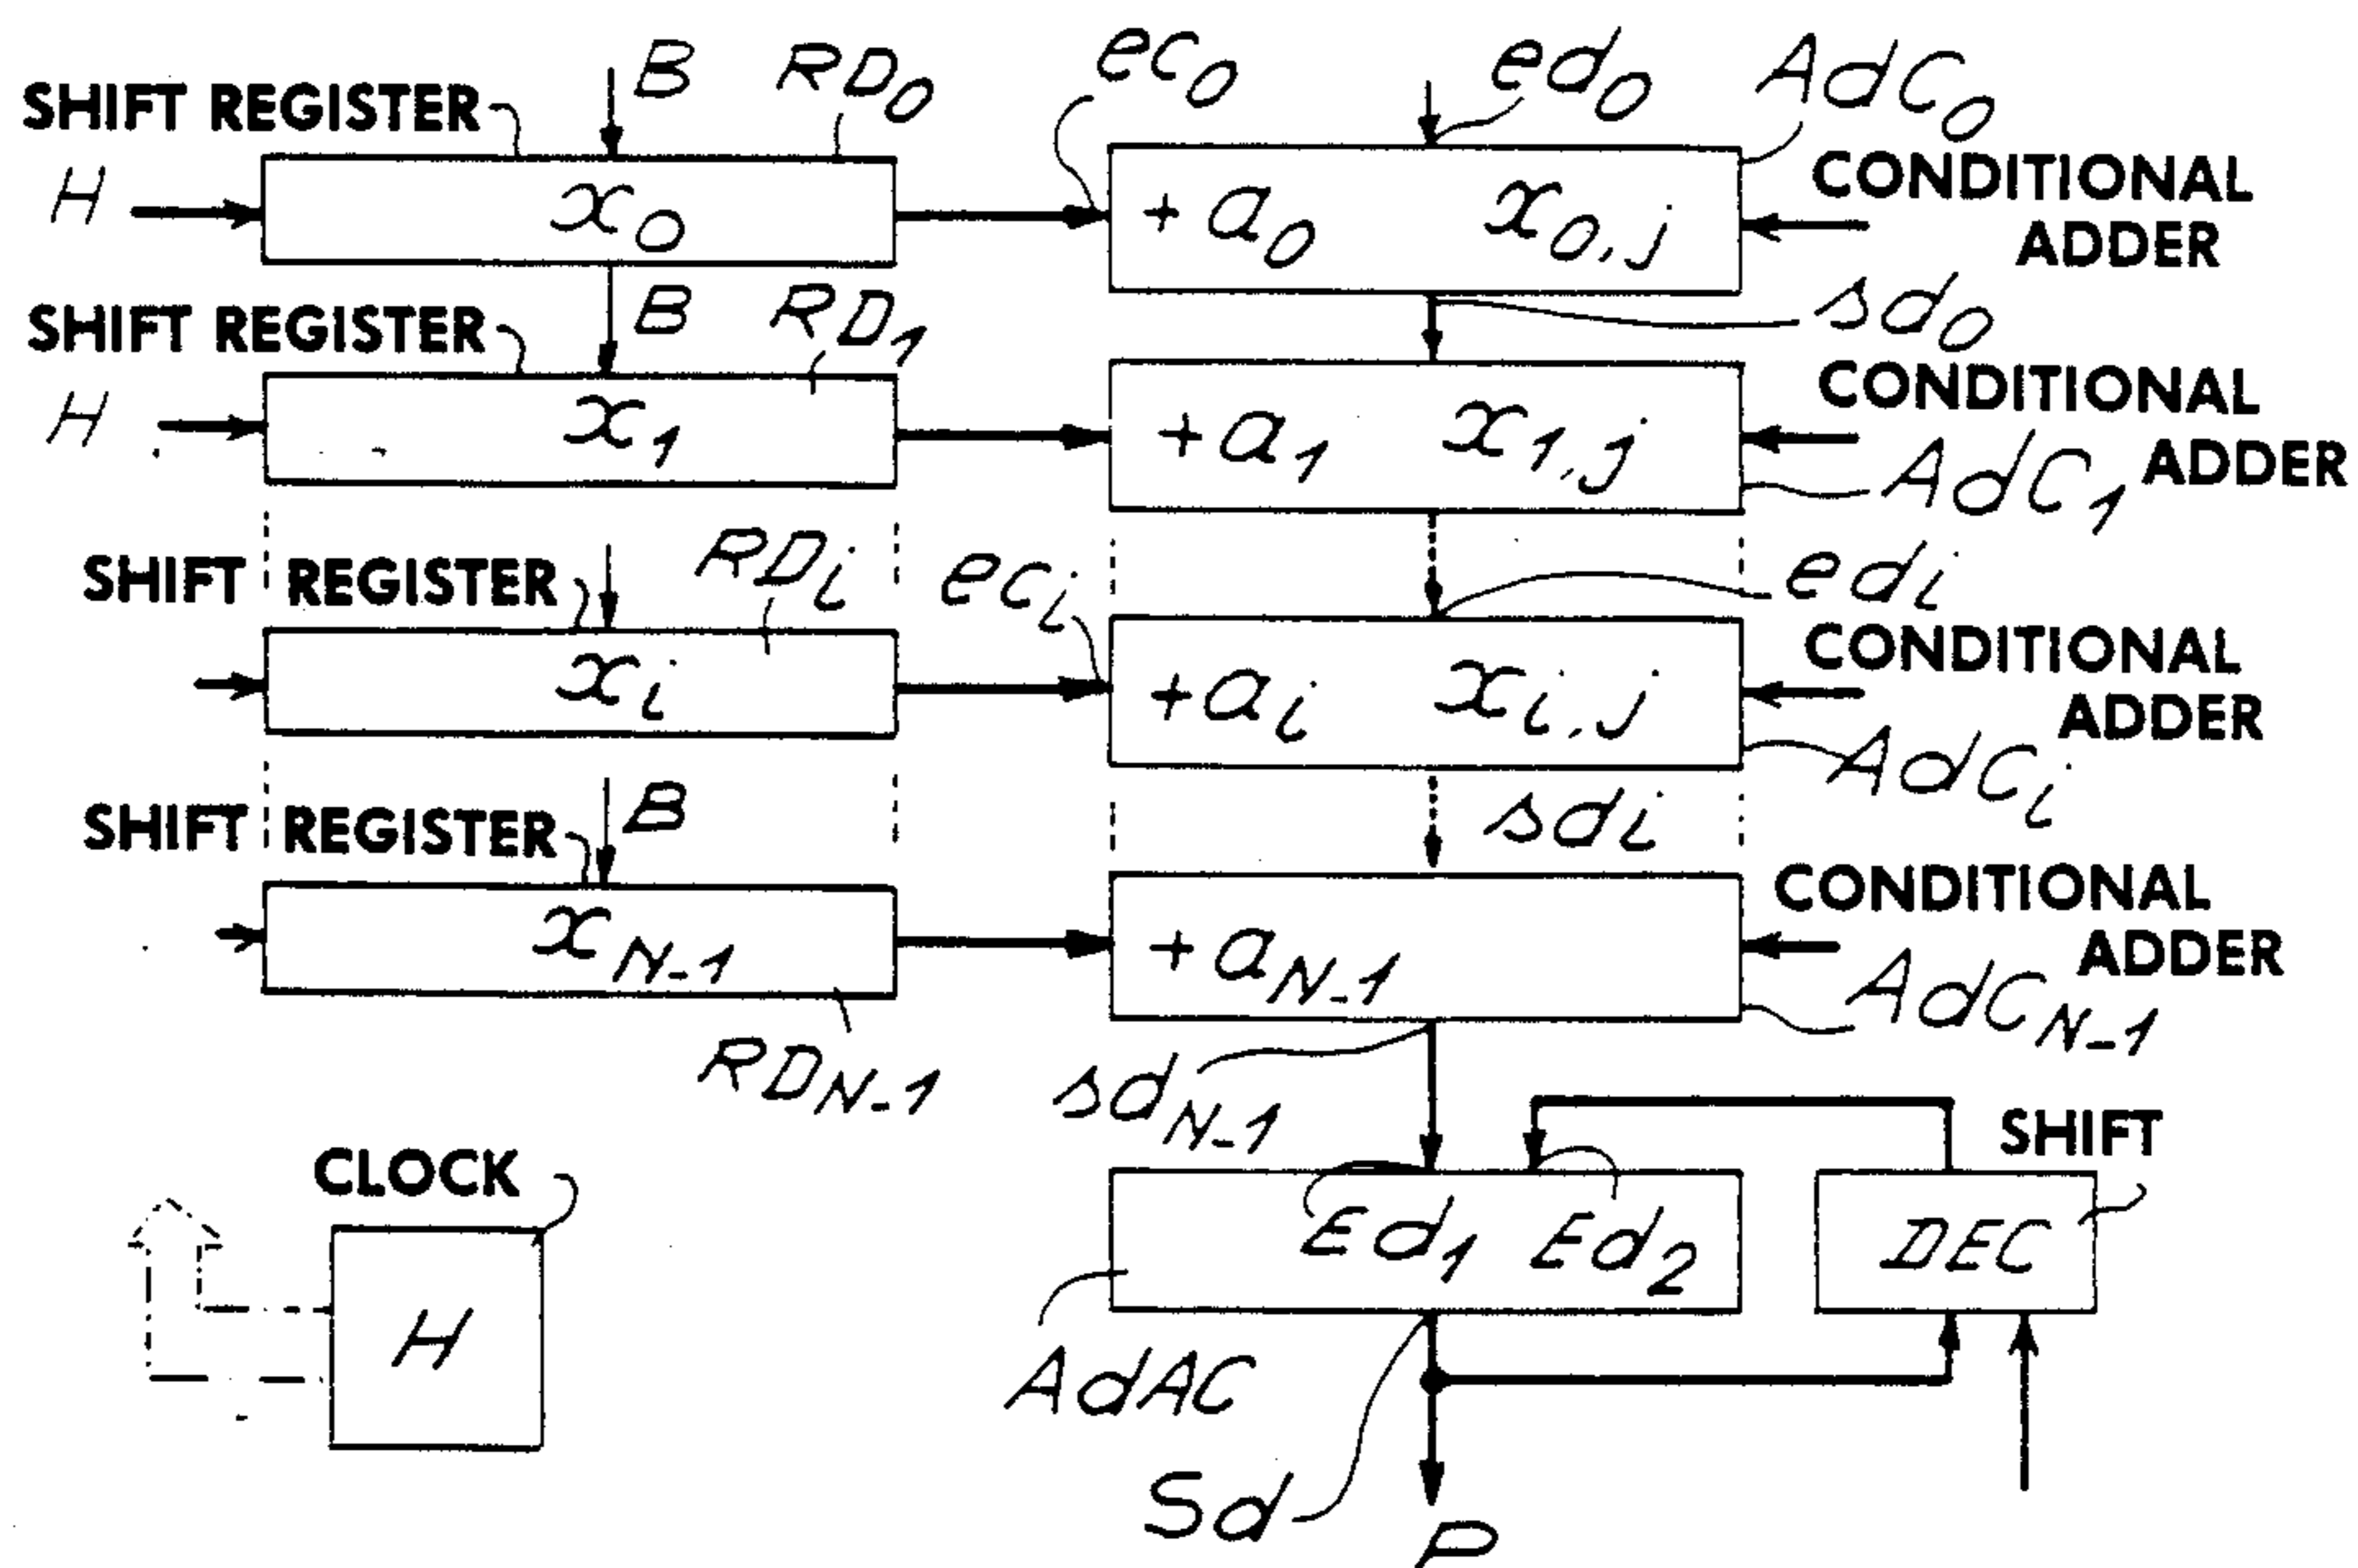 B RD0 ec0 ed0 AdC0
SHIFT REGISTER
H x0 +a0 x0,j CONDITIONAL
ADDER
B RD1 sd0
SHIFT REGISTER
H x1 +a1 x1,j CONDITIONAL
ADDER
AdC1
RDi eci edi
SHIFT REGISTER
xi +ai xi,j CONDITIONAL
ADDER
AdCi
B sdi
SHIFT REGISTER
xN-1 +aN-1 CONDITIONAL
ADDER
AdCN-1
RDN-1 sdN-1
SHIFT
CLOCK
H Ed1 Ed2 DEC
AdAC
Sd
P